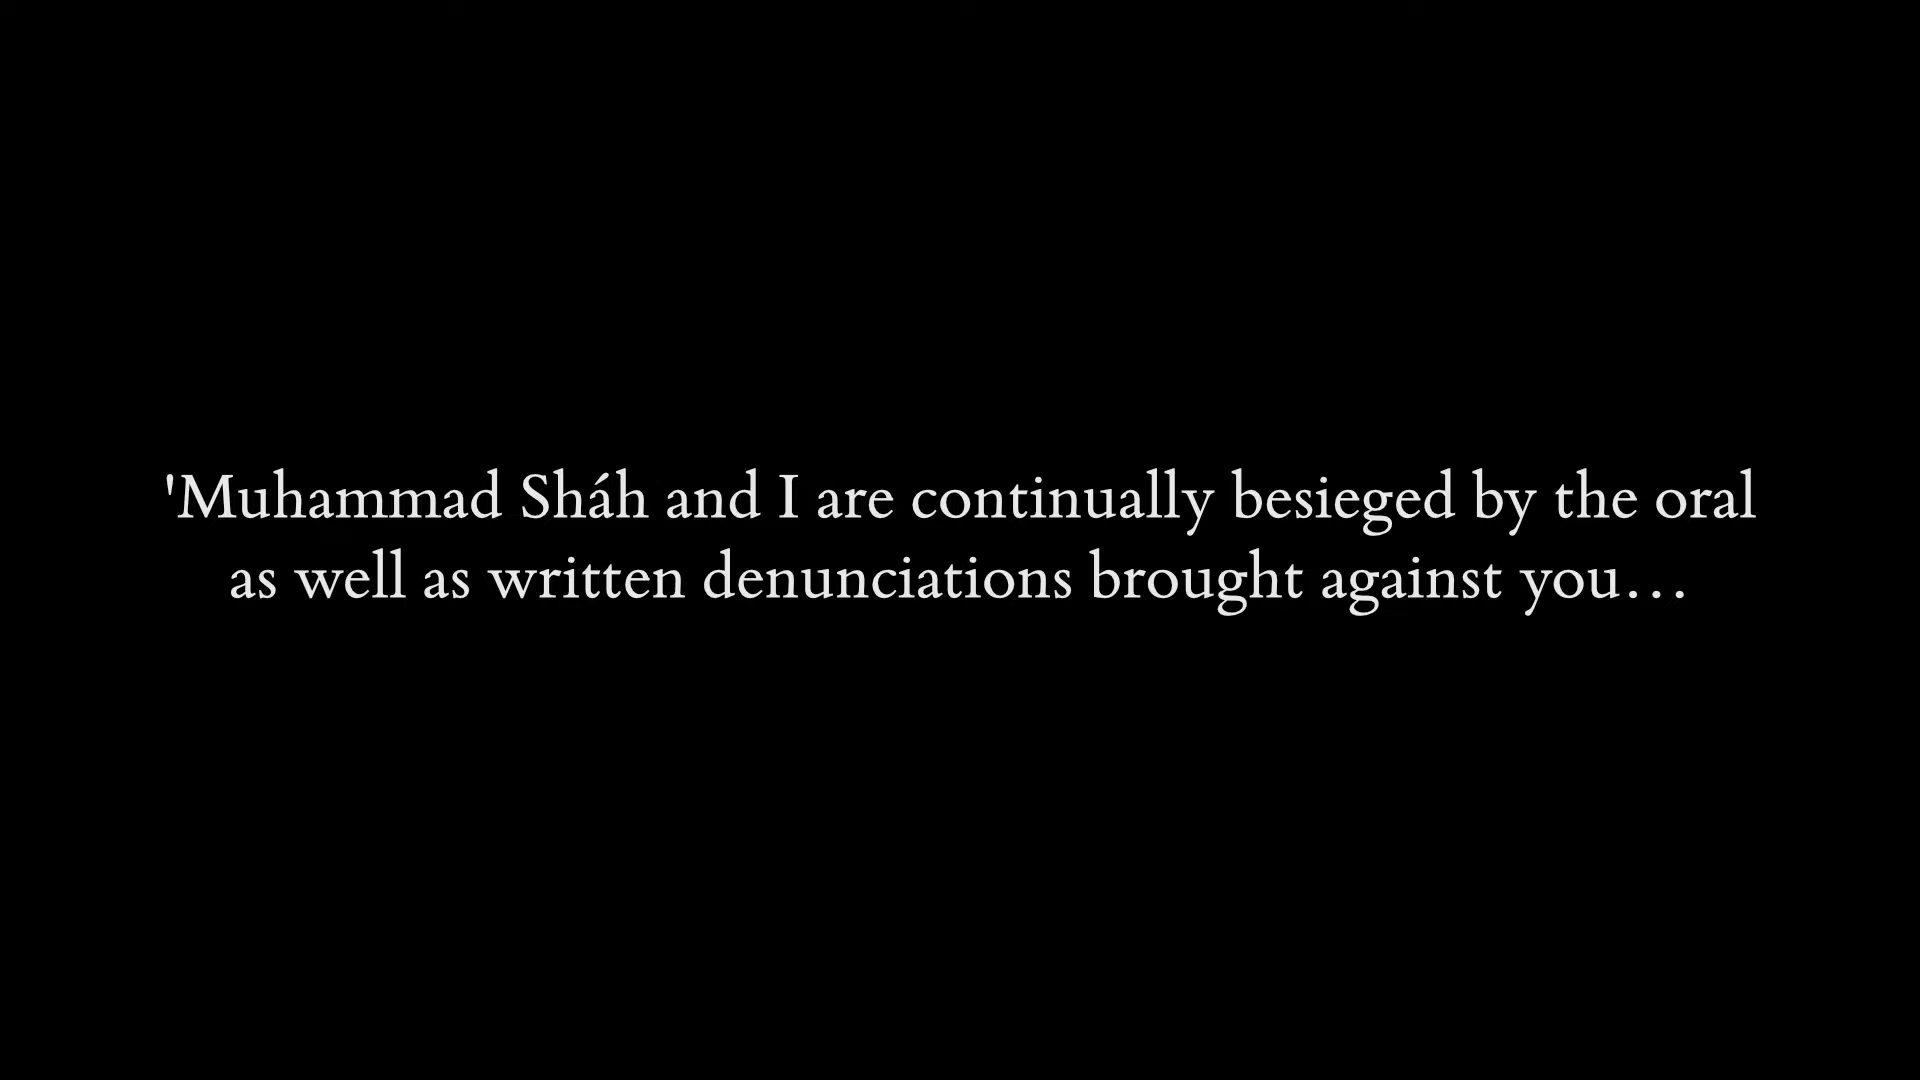 'Muhammad Sháh and I are continually besieged by the oral
as well as written denunciations brought against you…